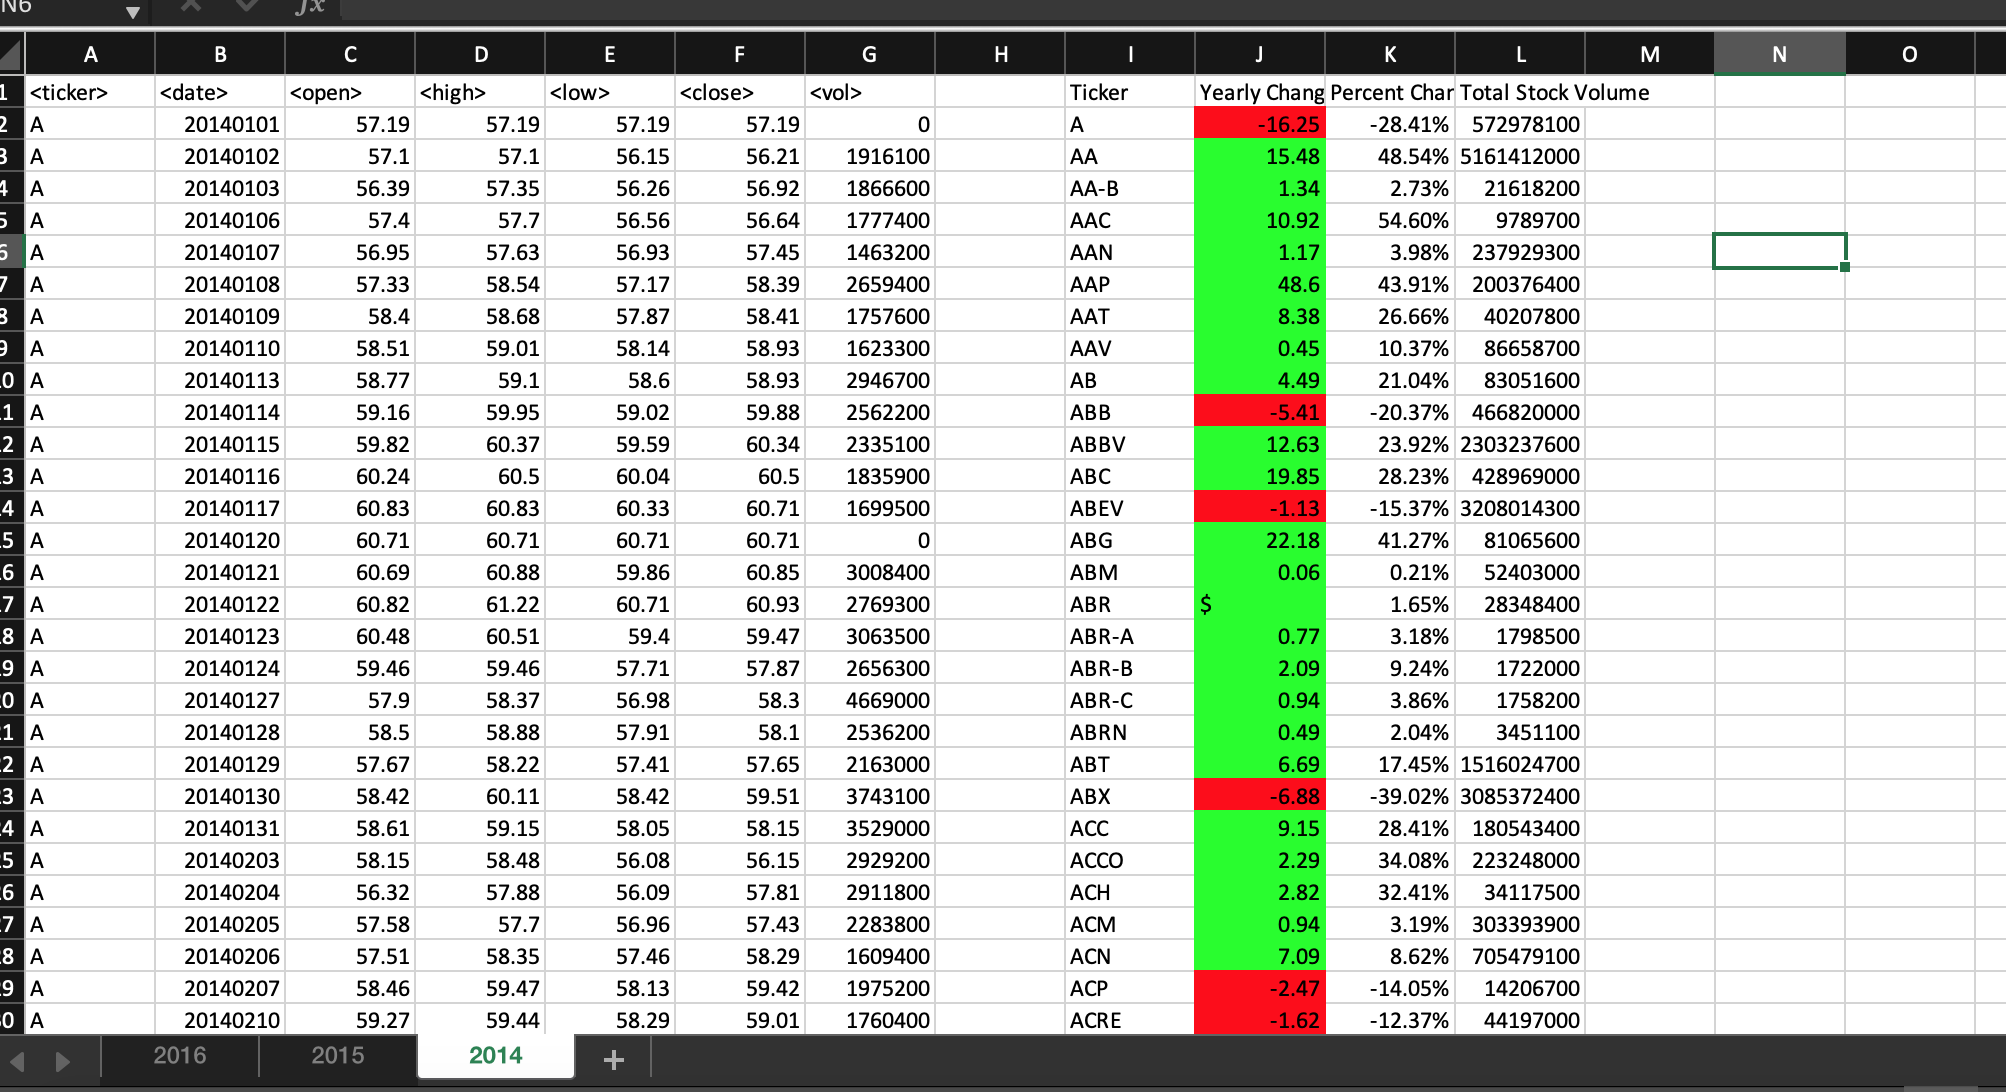 N6 fx
A B C D E F G H I J K L M N O
1 <ticker> <date> <open> <high> <low> <close> <vol> Ticker Yearly Chang Percent Char Total Stock Volume
2 A 20140101 57.19 57.19 57.19 57.19 0 A -16.25 -28.41% 572978100
3 A 20140102 57.1 57.1 56.15 56.21 1916100 AA 15.48 48.54% 5161412000
4 A 20140103 56.39 57.35 56.26 56.92 1866600 AA-B 1.34 2.73% 21618200
5 A 20140106 57.4 57.7 56.56 56.64 1777400 AAC 10.92 54.60% 9789700
6 A 20140107 56.95 57.63 56.93 57.45 1463200 AAN 1.17 3.98% 237929300
7 A 20140108 57.33 58.54 57.17 58.39 2659400 AAP 48.6 43.91% 200376400
8 A 20140109 58.4 58.68 57.87 58.41 1757600 AAT 8.38 26.66% 40207800
9 A 20140110 58.51 59.01 58.14 58.93 1623300 AAV 0.45 10.37% 86658700
0 A 20140113 58.77 59.1 58.6 58.93 2946700 AB 4.49 21.04% 83051600
1 A 20140114 59.16 59.95 59.02 59.88 2562200 ABB -5.41 -20.37% 466820000
2 A 20140115 59.82 60.37 59.59 60.34 2335100 ABBV 12.63 23.92% 2303237600
3 A 20140116 60.24 60.5 60.04 60.5 1835900 ABC 19.85 28.23% 428969000
4 A 20140117 60.83 60.83 60.33 60.71 1699500 ABEV -1.13 -15.37% 3208014300
5 A 20140120 60.71 60.71 60.71 60.71 0 ABG 22.18 41.27% 81065600
6 A 20140121 60.69 60.88 59.86 60.85 3008400 ABM 0.06 0.21% 52403000
7 A 20140122 60.82 61.22 60.71 60.93 2769300 ABR $ 1.65% 28348400
8 A 20140123 60.48 60.51 59.4 59.47 3063500 ABR-A 0.77 3.18% 1798500
9 A 20140124 59.46 59.46 57.71 57.87 2656300 ABR-B 2.09 9.24% 1722000
0 A 20140127 57.9 58.37 56.98 58.3 4669000 ABR-C 0.94 3.86% 1758200
1 A 20140128 58.5 58.88 57.91 58.1 2536200 ABRN 0.49 2.04% 3451100
2 A 20140129 57.67 58.22 57.41 57.65 2163000 ABT 6.69 17.45% 1516024700
3 A 20140130 58.42 60.11 58.42 59.51 3743100 ABX -6.88 -39.02% 3085372400
4 A 20140131 58.61 59.15 58.05 58.15 3529000 ACC 9.15 28.41% 180543400
5 A 20140203 58.15 58.48 56.08 56.15 2929200 ACCO 2.29 34.08% 223248000
6 A 20140204 56.32 57.88 56.09 57.81 2911800 ACH 2.82 32.41% 34117500
7 A 20140205 57.58 57.7 56.96 57.43 2283800 ACM 0.94 3.19% 303393900
8 A 20140206 57.51 58.35 57.46 58.29 1609400 ACN 7.09 8.62% 705479100
9 A 20140207 58.46 59.47 58.13 59.42 1975200 ACP -2.47 -14.05% 14206700
0 A 20140210 59.27 59.44 58.29 59.01 1760400 ACRE -1.62 -12.37% 44197000
2016 2015 2014 +